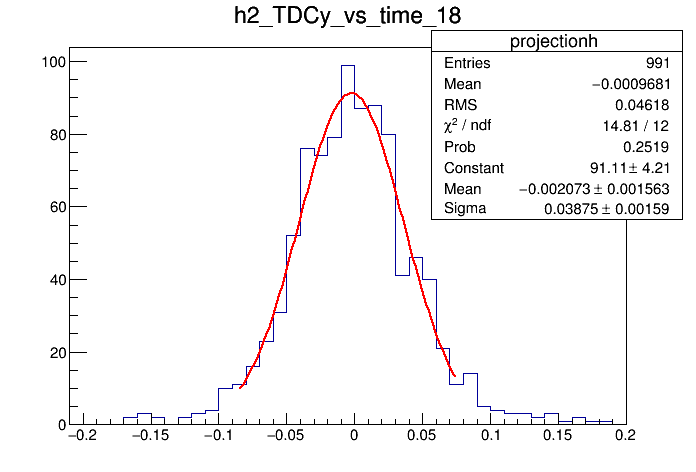 h2_TDCy_vs_time_18
projectionh
Entries 991
Mean −0.0009681
RMS 0.04618
χ² / ndf 14.81 / 12
Prob 0.2519
Constant 91.11 ± 4.21
Mean −0.002073 ± 0.001563
Sigma 0.03875 ± 0.00159
100
80
60
40
20
0
−0.2 −0.15 −0.1 −0.05 0 0.05 0.1 0.15 0.2